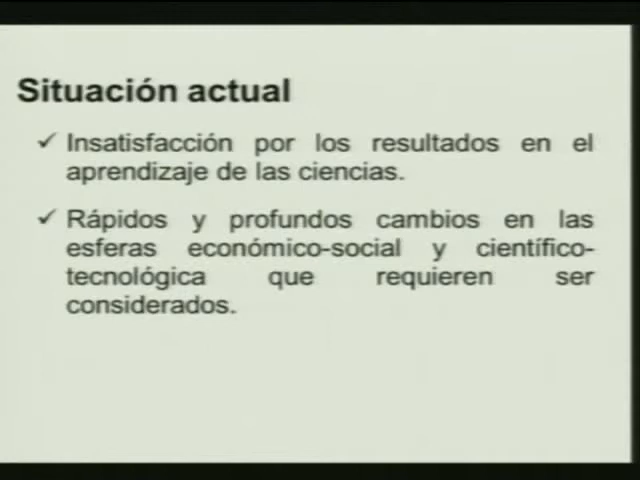 Situación actual
✓ Insatisfacción por los resultados en el
aprendizaje de las ciencias.
✓ Rápidos y profundos cambios en las
esferas económico-social y científico-
tecnológica que requieren ser
considerados.